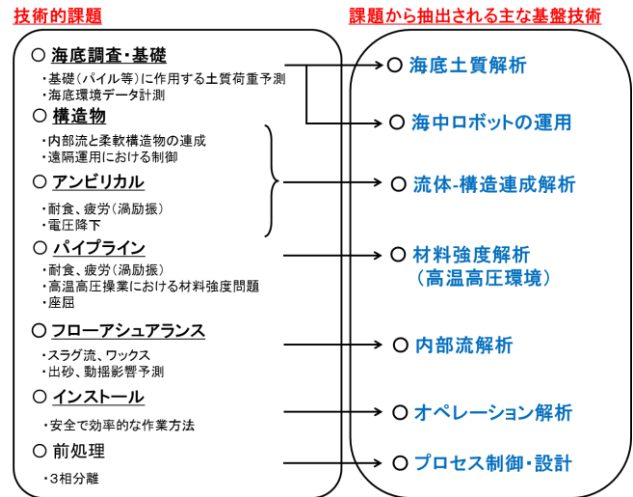 技術的課題
○ 海底調査・基礎
・基礎(パイル等)に作用する土質荷重予測
・海底環境データ計測
○ 構造物
・内部流と柔軟構造物の連成
・遠隔運用における制御
○ アンビリカル
・耐食、疲労(渦励振)
・電圧降下
○ パイプライン
・耐食、疲労(渦励振)
・高温高圧操業における材料強度問題
・座屈
○ フローアシュアランス
・スラグ流、ワックス
・出砂、動揺影響予測
○ インストール
・安全で効率的な作業方法
○ 前処理
・3相分離
課題から抽出される主な基盤技術
○ 海底土質解析
○ 海中ロボットの運用
○ 流体-構造連成解析
○ 材料強度解析
(高温高圧環境)
○ 内部流解析
○ オペレーション解析
○ プロセス制御・設計